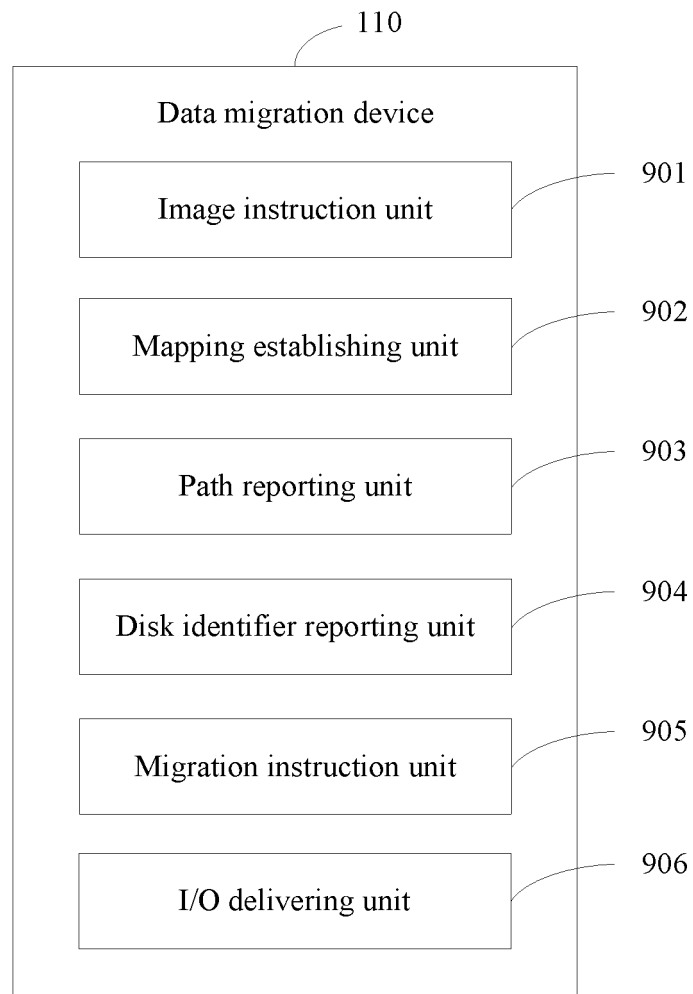 110
Data migration device
901
Image instruction unit
902
Mapping establishing unit
903
Path reporting unit
904
Disk identifier reporting unit
905
Migration instruction unit
906
I/O delivering unit